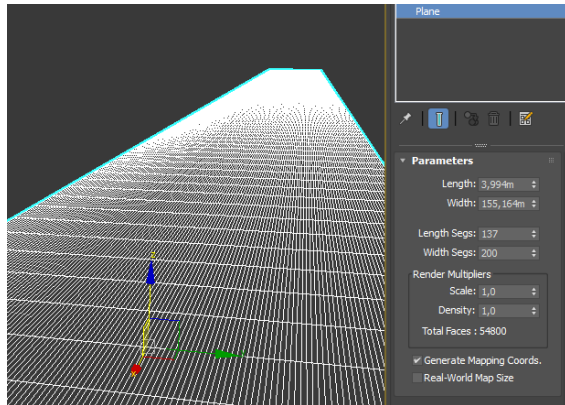 Plane
Parameters
Length: 3,994m
Width: 155,164m
Length Segs: 137
Width Segs: 200
Render Multipliers
Scale: 1,0
Density: 1,0
Total Faces : 54800
Generate Mapping Coords.
Real-World Map Size